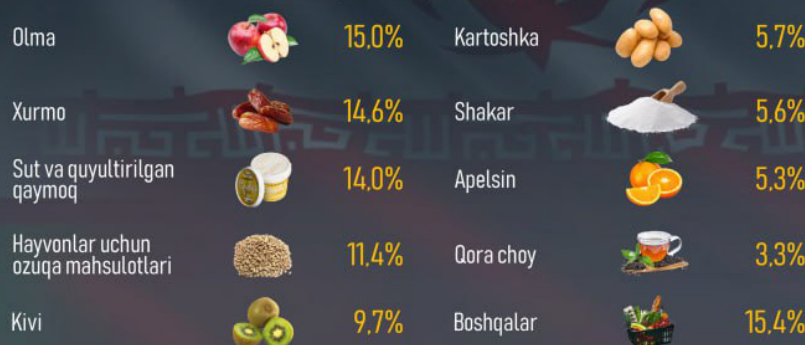 Olma 15,0%
Xurmo 14,6%
Sut va quyultirilgan
qaymoq 14,0%
Hayvonlar uchun
ozuqa mahsulotlari 11,4%
Kivi 9,7%
Kartoshka 5,7%
Shakar 5,6%
Apelsin 5,3%
Qora choy 3,3%
Boshqalar 15,4%